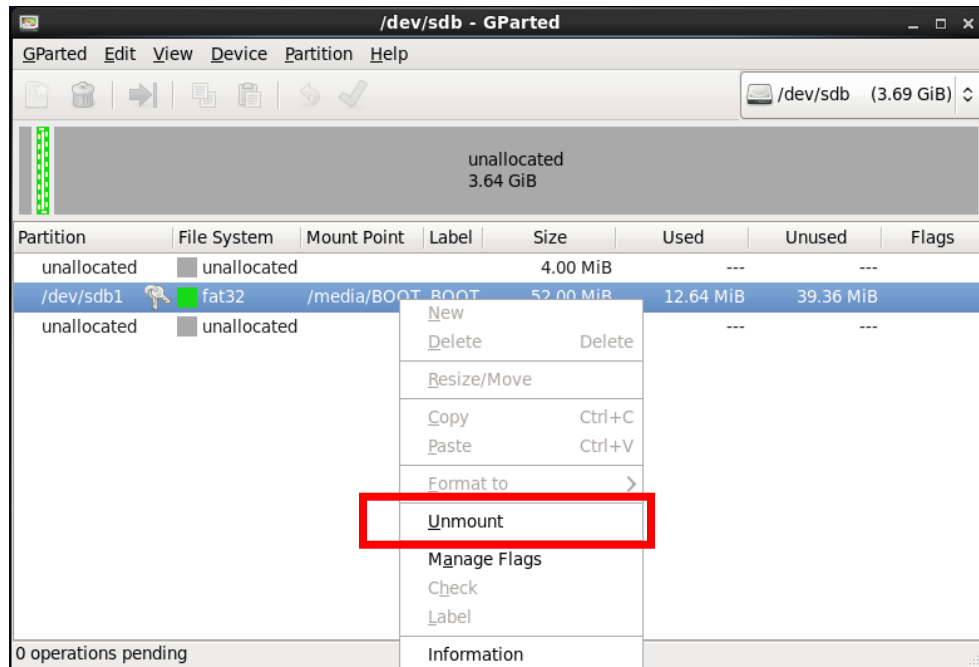 /dev/sdb - GParted
GParted Edit View Device Partition Help
/dev/sdb (3.69 GiB)
unallocated
3.64 GiB
Partition File System Mount Point Label Size Used Unused Flags
unallocated unallocated 4.00 MiB --- ---
/dev/sdb1 fat32 /media/BOOT BOOT 52.00 MiB 12.64 MiB 39.36 MiB
unallocated unallocated --- ---
New
Delete Delete
Resize/Move
Copy Ctrl+C
Paste Ctrl+V
Format to
Unmount
Manage Flags
Check
Label
Information
0 operations pending